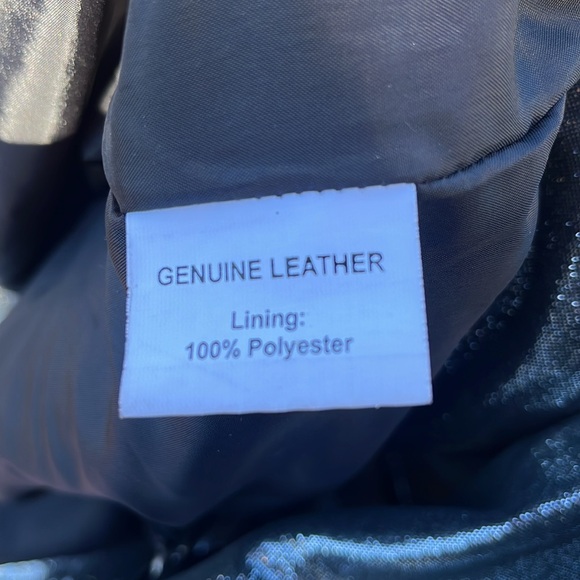 GENUINE LEATHER
Lining:
100% Polyester